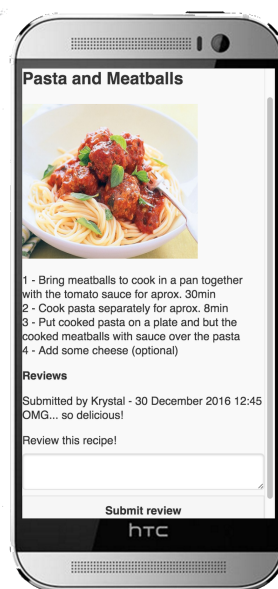 Pasta and Meatballs
1 - Bring meatballs to cook in a pan together
with the tomato sauce for aprox. 30min
2 - Cook pasta separately for aprox. 8min
3 - Put cooked pasta on a plate and but the
cooked meatballs with sauce over the pasta
4 - Add some cheese (optional)
Reviews
Submitted by Krystal - 30 December 2016 12:45
OMG... so delicious!
Review this recipe!
Submit review
hTC